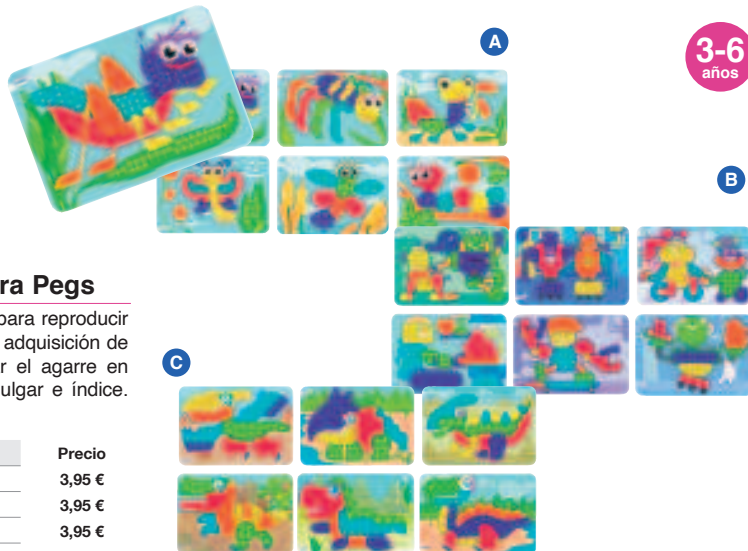 A
3-6
años
B
ra Pegs
para reproducir
adquisición de
r el agarre en
ulgar e índice.
C
Precio
3,95 €
3,95 €
3,95 €